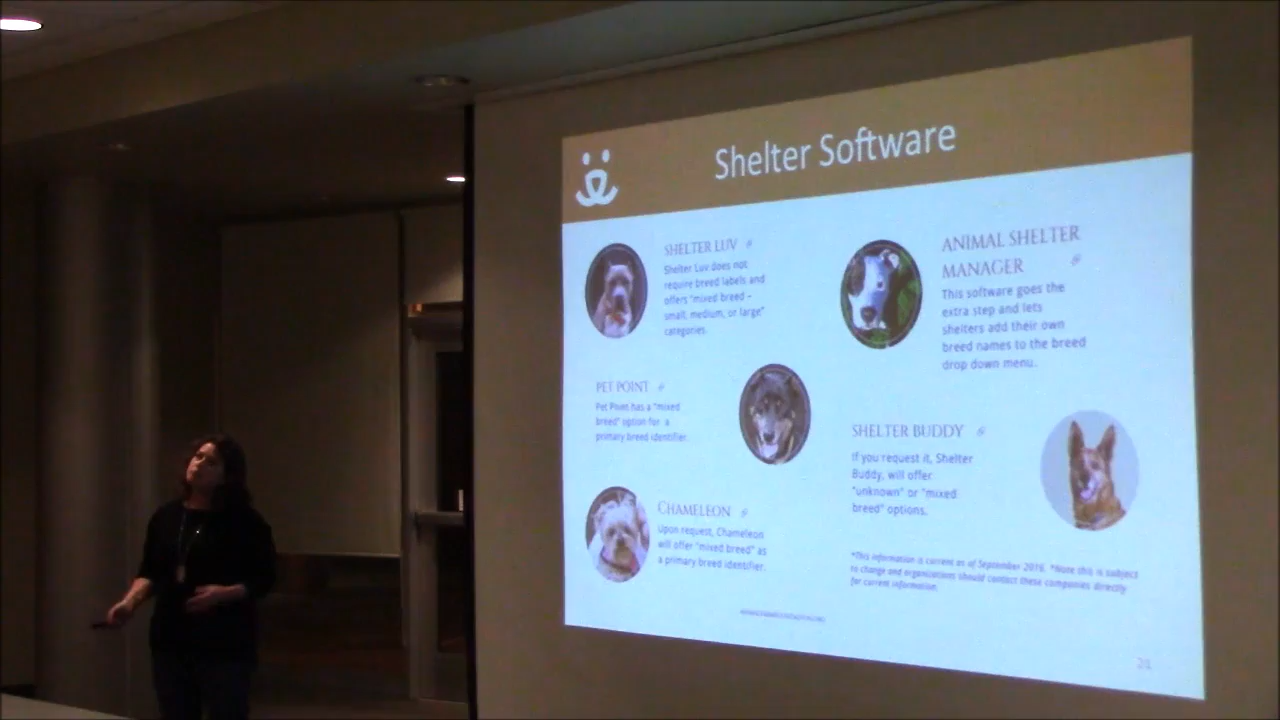 Shelter Software
SHELTER LUV
Shelter Luv does not
require breed labels and
offers "mixed breed –
small, medium, or large"
categories.
ANIMAL SHELTER
MANAGER
This software goes the
extra step and lets
shelters add their own
breed names to the breed
drop down menu.
PET POINT
Pet Point has a "mixed
breed" option for a
primary breed identifier.
SHELTER BUDDY
If you request it, Shelter
Buddy, will offer
"unknown" or "mixed
breed" options.
CHAMELEON
Upon request, Chameleon
will offer "mixed breed" as
a primary breed identifier.
*This information is current as of September 2016. *Note this is subject
to change and organizations should contact these companies directly
for current information.